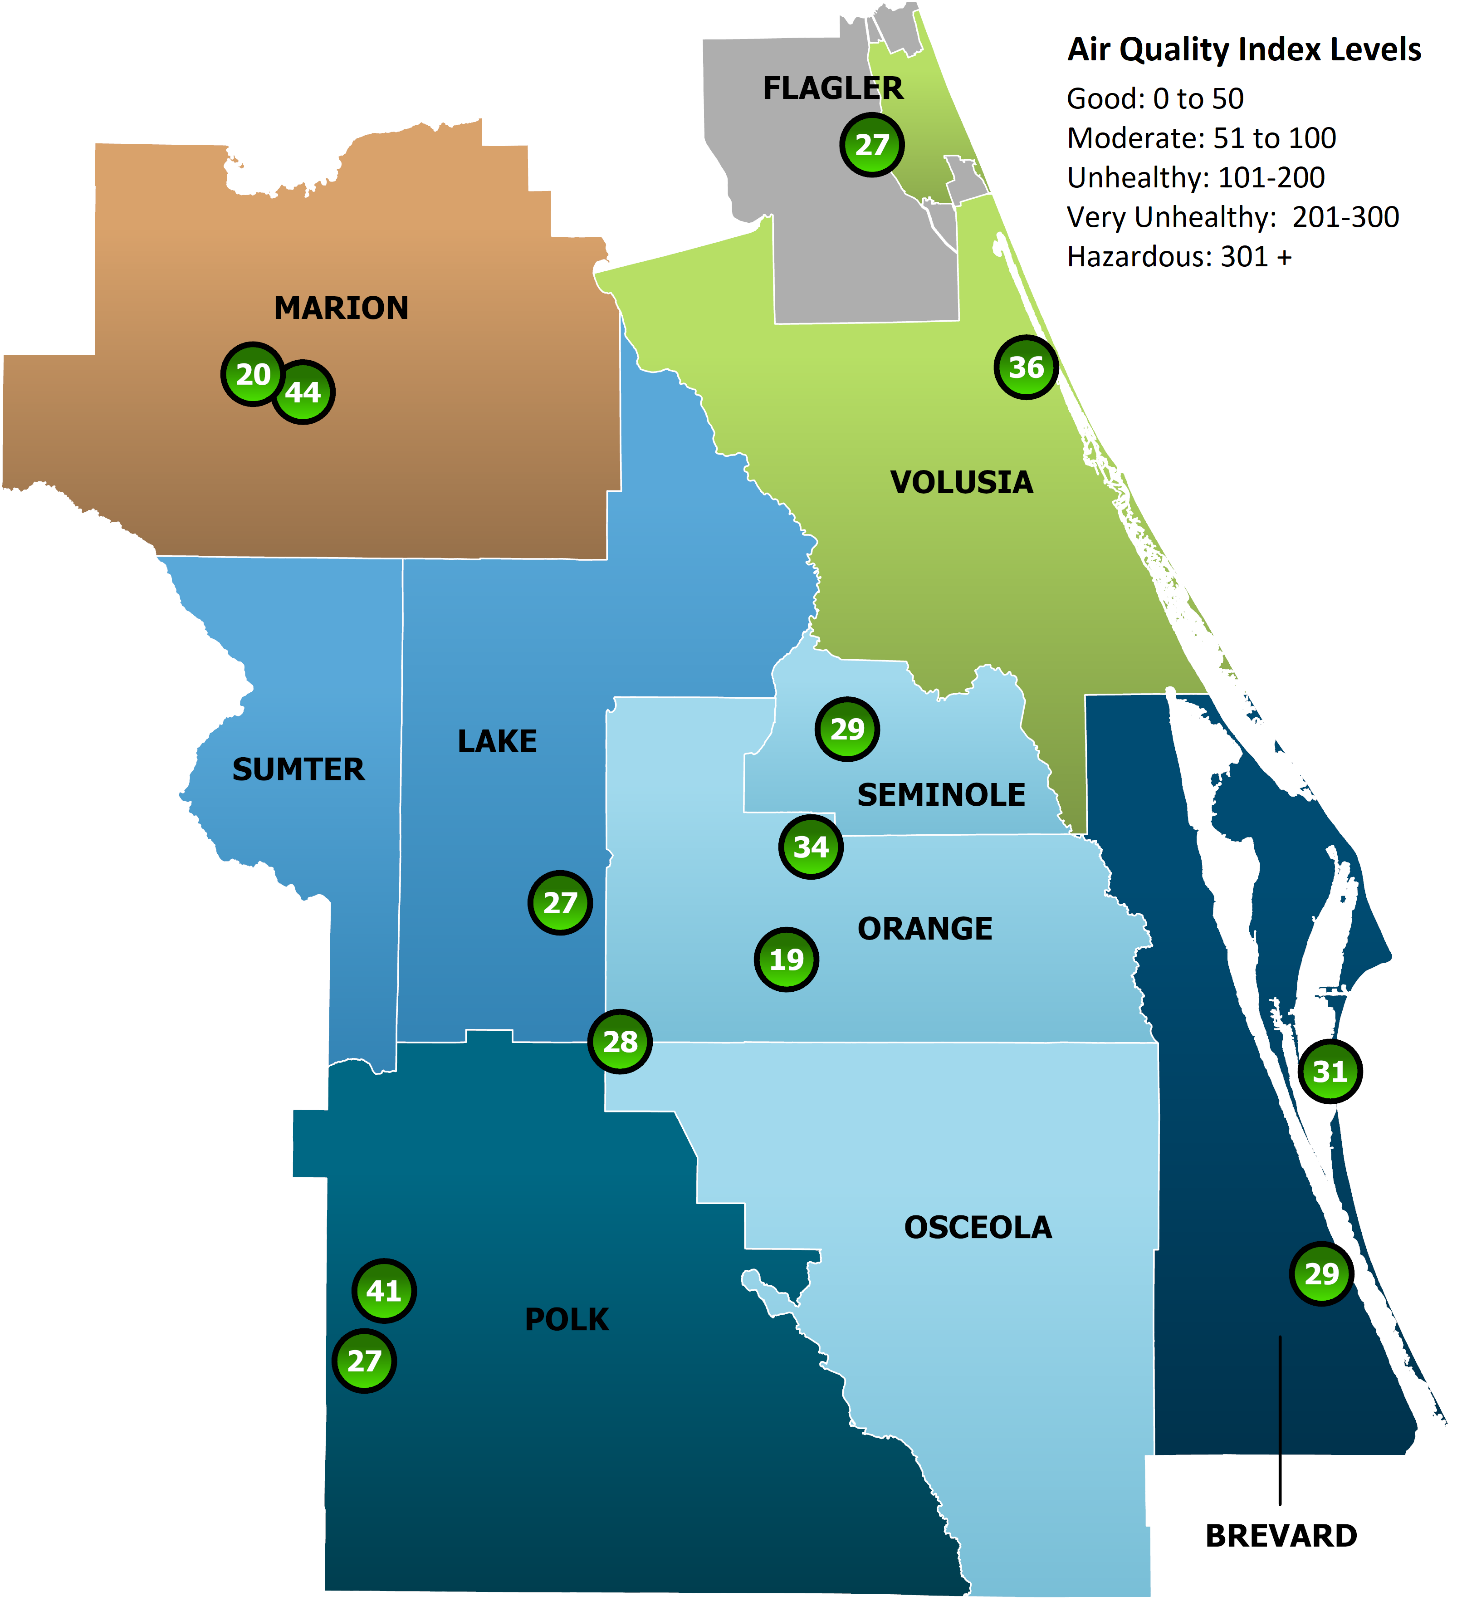 Air Quality Index Levels
Good: 0 to 50
Moderate: 51 to 100
Unhealthy: 101-200
Very Unhealthy:  201-300
Hazardous: 301 +
FLAGLER
27
MARION
20
44
36
VOLUSIA
29
LAKE
SUMTER
SEMINOLE
34
27
ORANGE
19
28
31
OSCEOLA
29
41
POLK
27
BREVARD